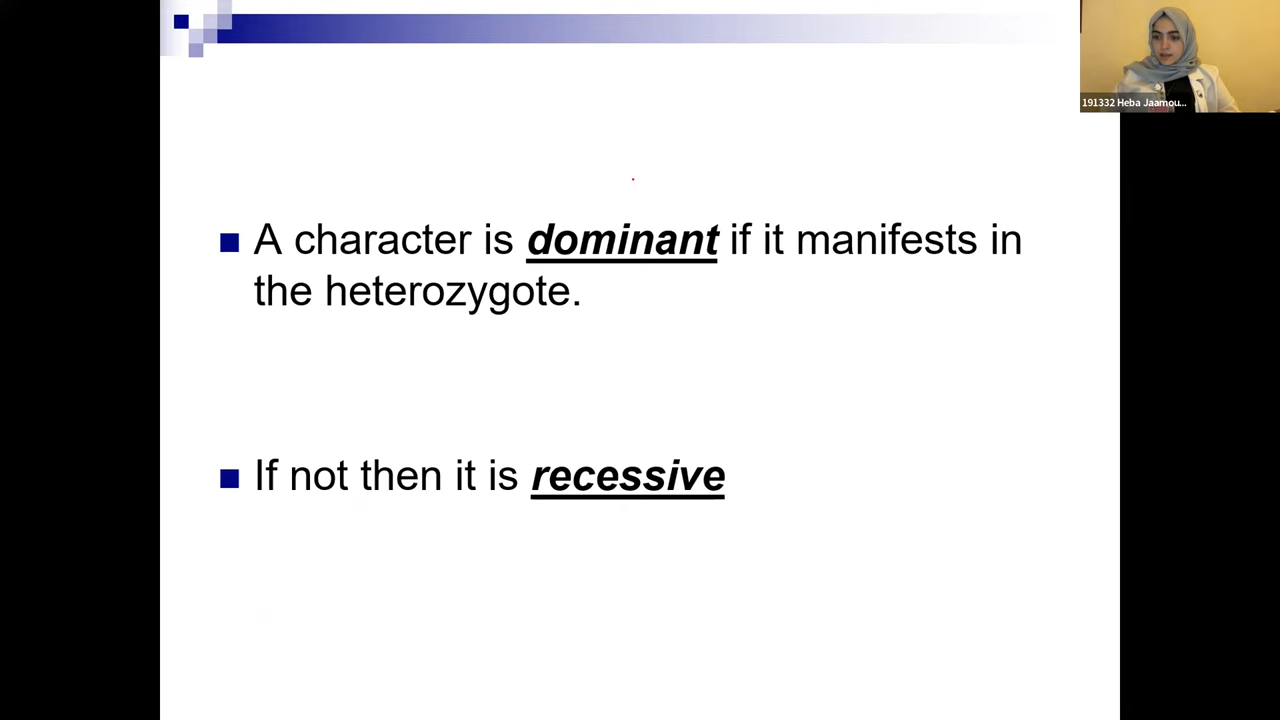 191332 Heba Jaamou...
A character is dominant if it manifests in
the heterozygote.
If not then it is recessive